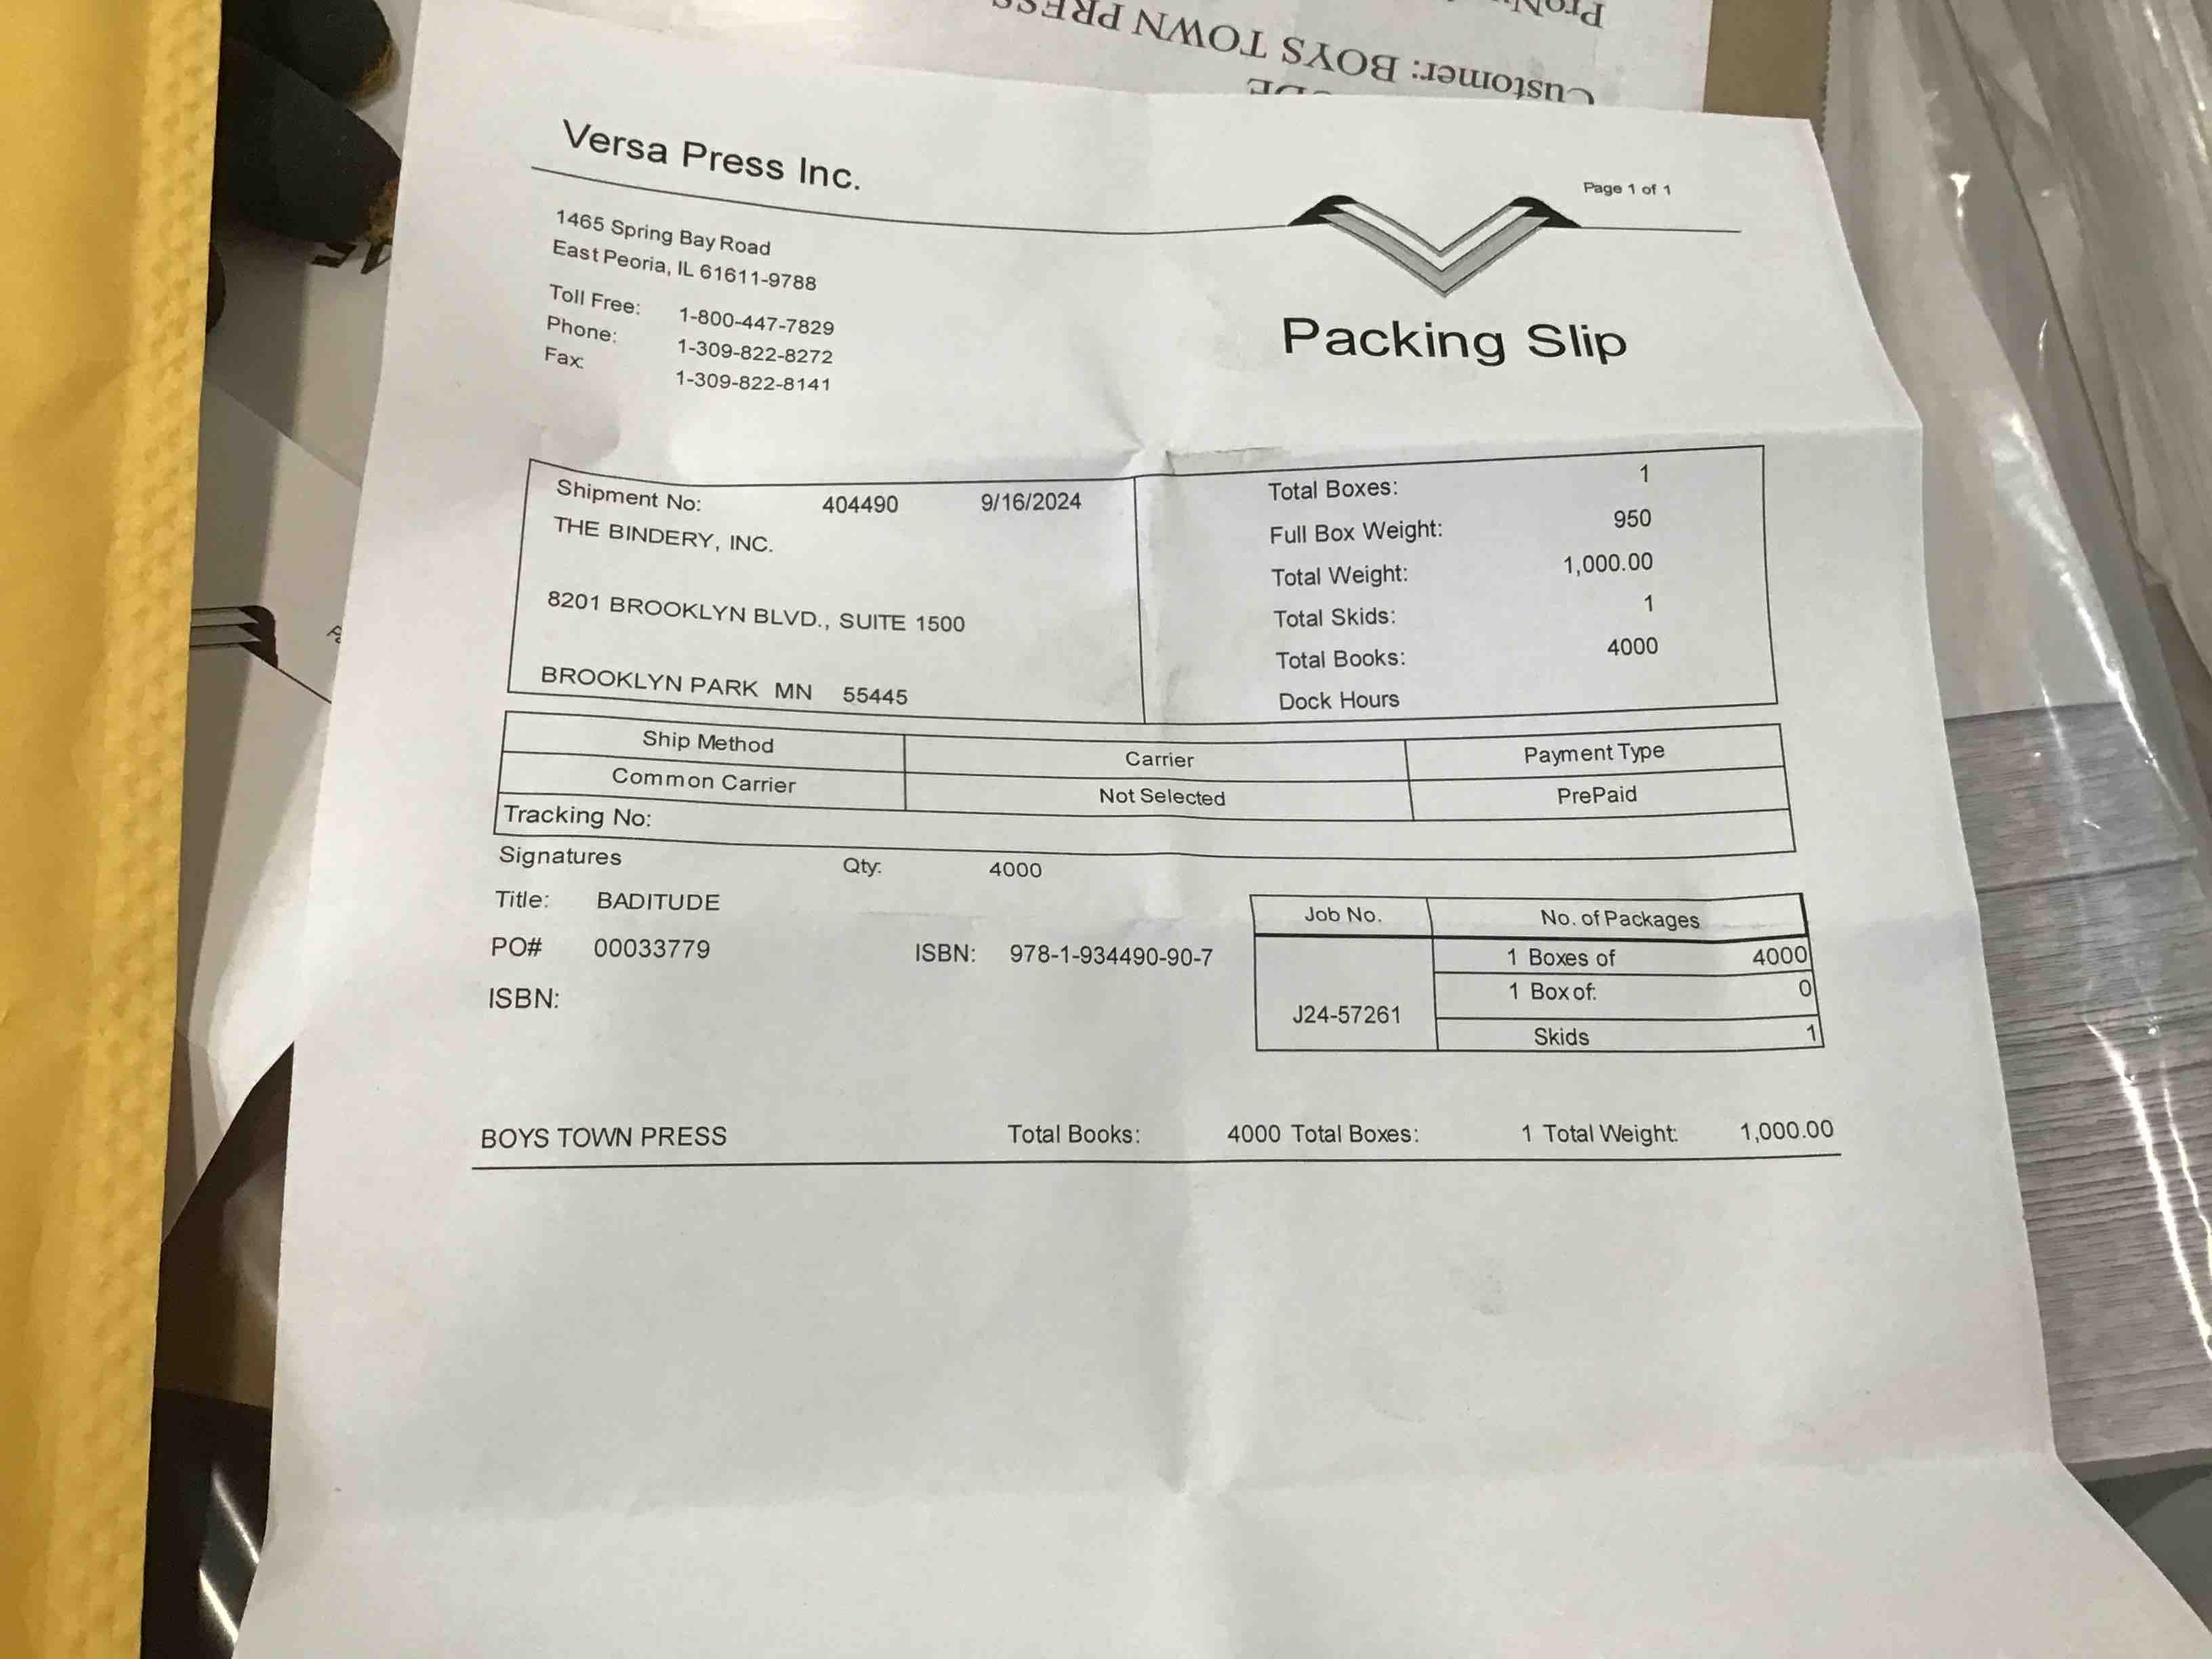 Customer: BOYS TOWN PRESS
Versa Press Inc.
Page 1 of 1
1465 Spring Bay Road
East Peoria, IL 61611-9788
Toll Free: 1-800-447-7829
Phone: 1-309-822-8272
Fax: 1-309-822-8141
Packing Slip
Shipment No: 404490 9/16/2024
THE BINDERY, INC.
8201 BROOKLYN BLVD., SUITE 1500
BROOKLYN PARK MN 55445
Total Boxes: 1
Full Box Weight: 950
Total Weight: 1,000.00
Total Skids: 1
Total Books: 4000
Dock Hours
Ship Method Carrier Payment Type
Common Carrier Not Selected PrePaid
Tracking No:
Signatures Qty: 4000
Title: BADITUDE
PO# 00033779 ISBN: 978-1-934490-90-7
ISBN:
Job No. No. of Packages
1 Boxes of 4000
1 Box of: 0
J24-57261
Skids 1
BOYS TOWN PRESS Total Books: 4000 Total Boxes: 1 Total Weight: 1,000.00